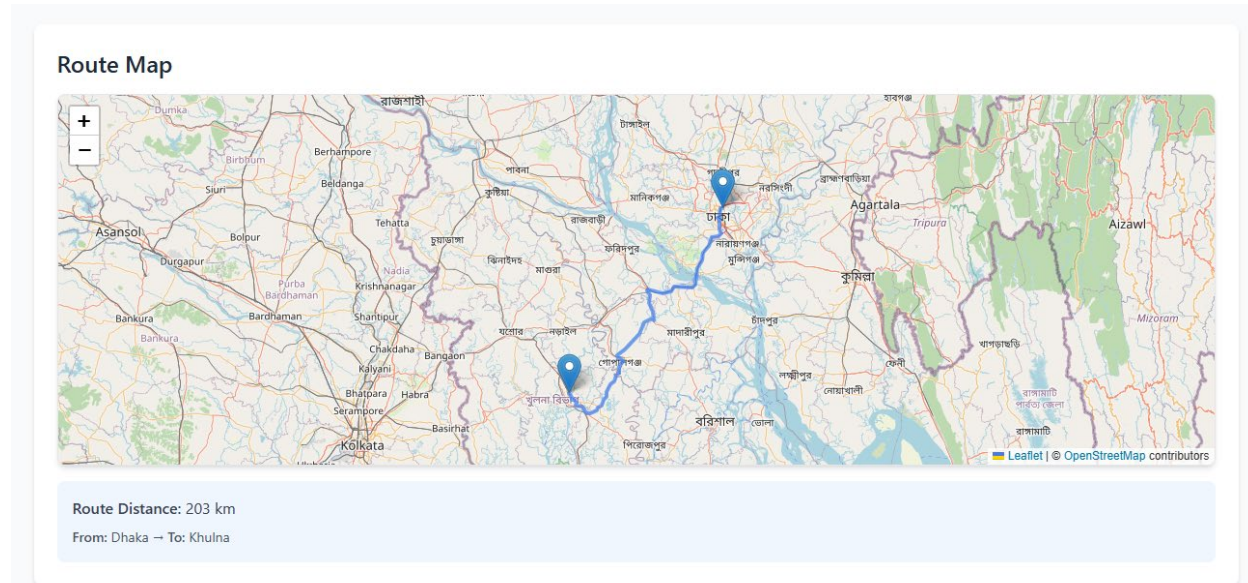 Route Map
+
−
রাজশাহী
হবিগঞ্জ
Dumka
টাঙ্গাইল
Berhampore
Birbhum
পাবনা
Siuri
Beldanga
কুষ্টিয়া
মানিকগঞ্জ
নরসিংদী
ব্রাহ্মণবাড়িয়া
Agartala
Tripura
Aizawl
Asansol
Bolpur
Tehatta
রাজবাড়ী
ঢাকা
চুয়াডাঙ্গা
ফরিদপুর
নারায়ণগঞ্জ
মুন্সিগঞ্জ
Durgapur
Nadia
ঝিনাইদহ
মাগুরা
কুমিল্লা
Purba
Bardhaman
Krishnanagar
Bankura
Bardhaman
Shantipur
যশোর
নড়াইল
মাদারীপুর
চাঁদপুর
Mizoram
Bankura
Chakdaha
Bangaon
গোপালগঞ্জ
ফেনী
খাগড়াছড়ি
Kalyani
লক্ষ্মীপুর
নোয়াখালী
Bhatpara
Habra
খুলনা বিভাগ
রাঙ্গামাটি
পার্বত্য জেলা
Serampore
Basirhat
বরিশাল
ভোলা
রাঙ্গামাটি
Kolkata
পিরোজপুর
Leaflet | © OpenStreetMap contributors
Route Distance: 203 km
From: Dhaka → To: Khulna